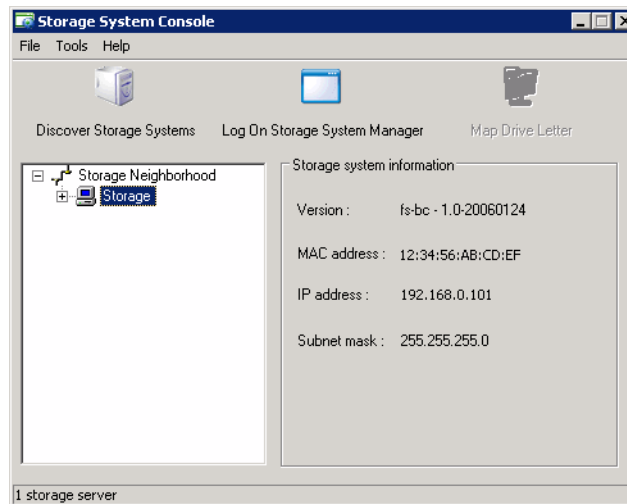 Storage System Console
File Tools Help
Discover Storage Systems Log On Storage System Manager Map Drive Letter
Storage Neighborhood
Storage
Storage system information
Version : fs-bc - 1.0-20060124
MAC address : 12:34:56:AB:CD:EF
IP address : 192.168.0.101
Subnet mask : 255.255.255.0
1 storage server